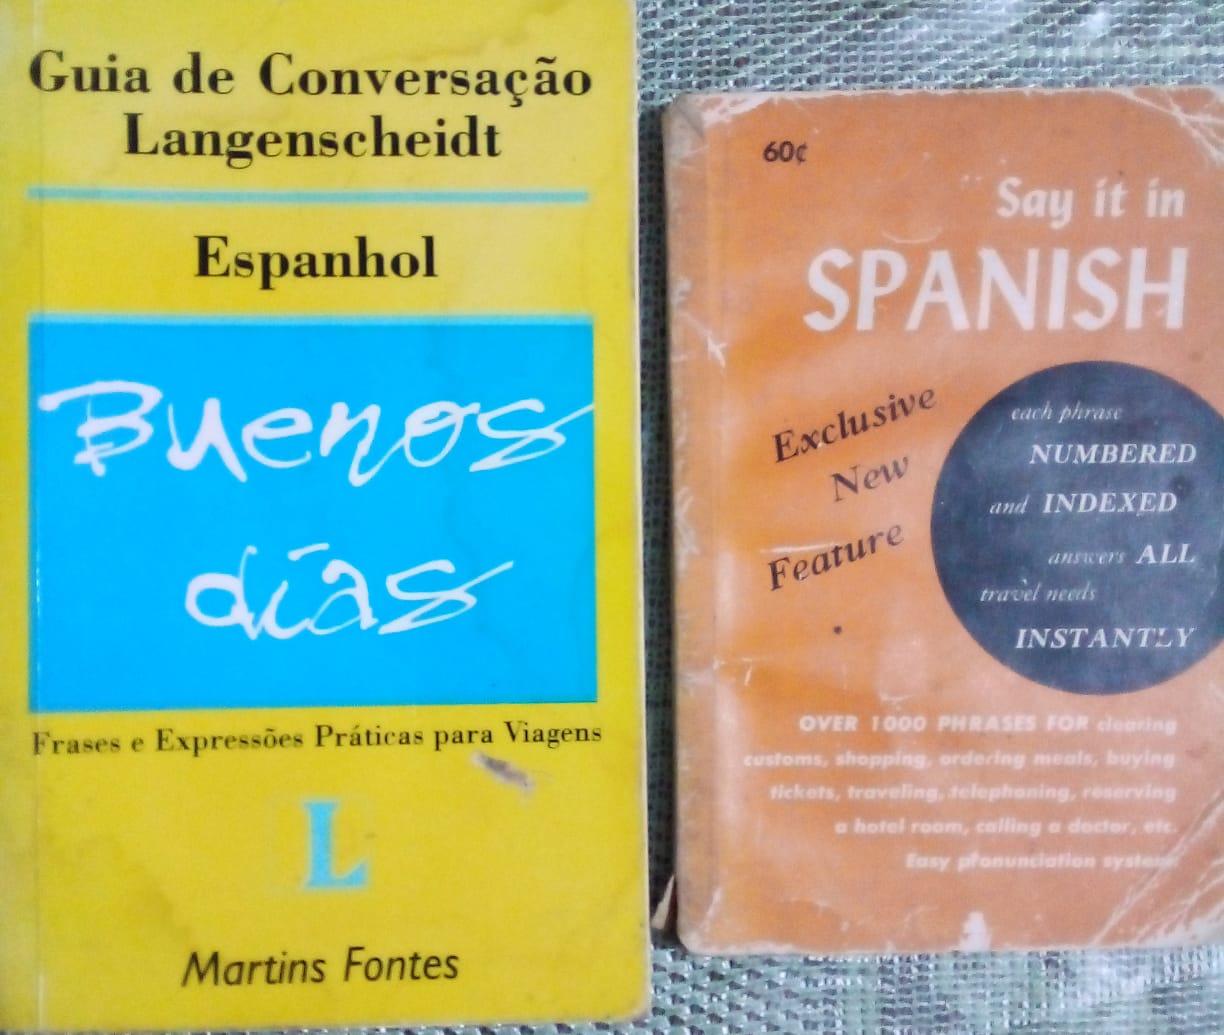 Guia de Conversação
Langenscheidt
Espanhol
Buenos
días
Frases e Expressões Práticas para Viagens
L
Martins Fontes
60¢
Say it in
SPANISH
Exclusive
New
Feature
each phrase
NUMBERED
and INDEXED
answers ALL
travel needs
INSTANTLY
OVER 1000 PHRASES FOR clearing
customs, shopping, ordering meals, buying
tickets, traveling, telephoning, reserving
a hotel room, calling a doctor, etc.
Easy pronunciation system